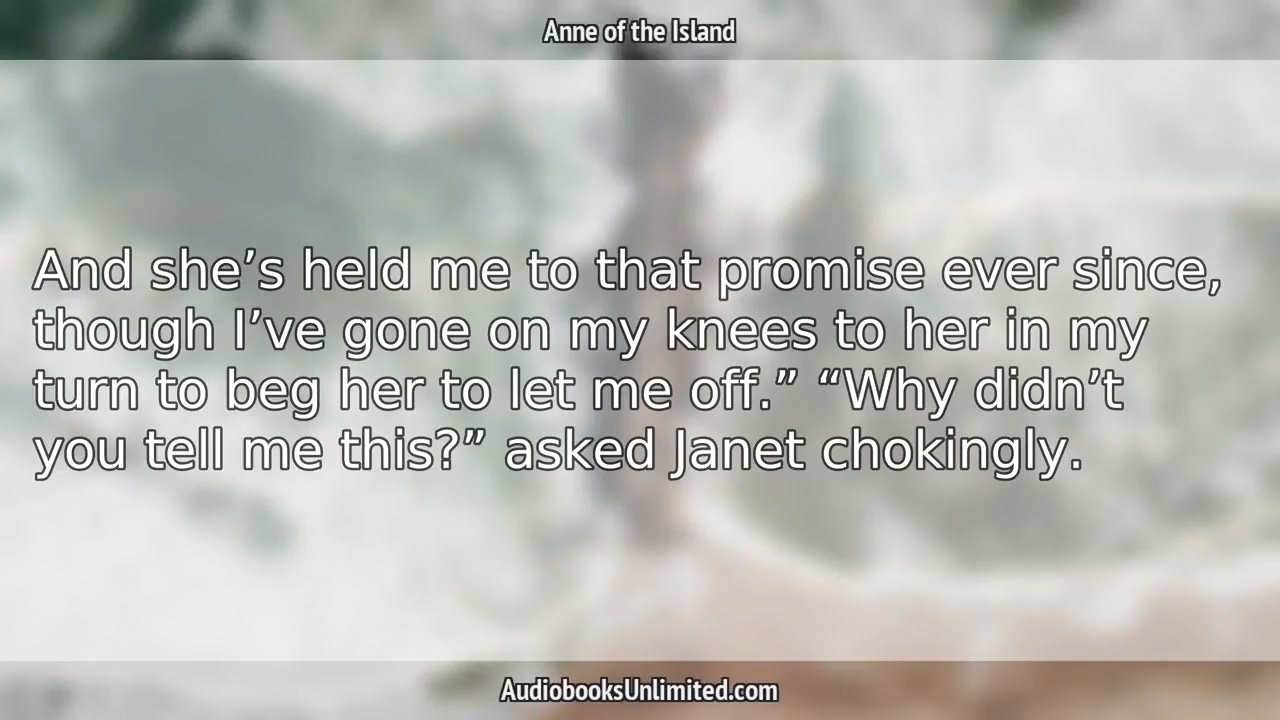 Anne of the Island
And she’s held me to that promise ever since,
though I’ve gone on my knees to her in my
turn to beg her to let me off.” “Why didn’t
you tell me this?” asked Janet chokingly.
AudiobooksUnlimited.com